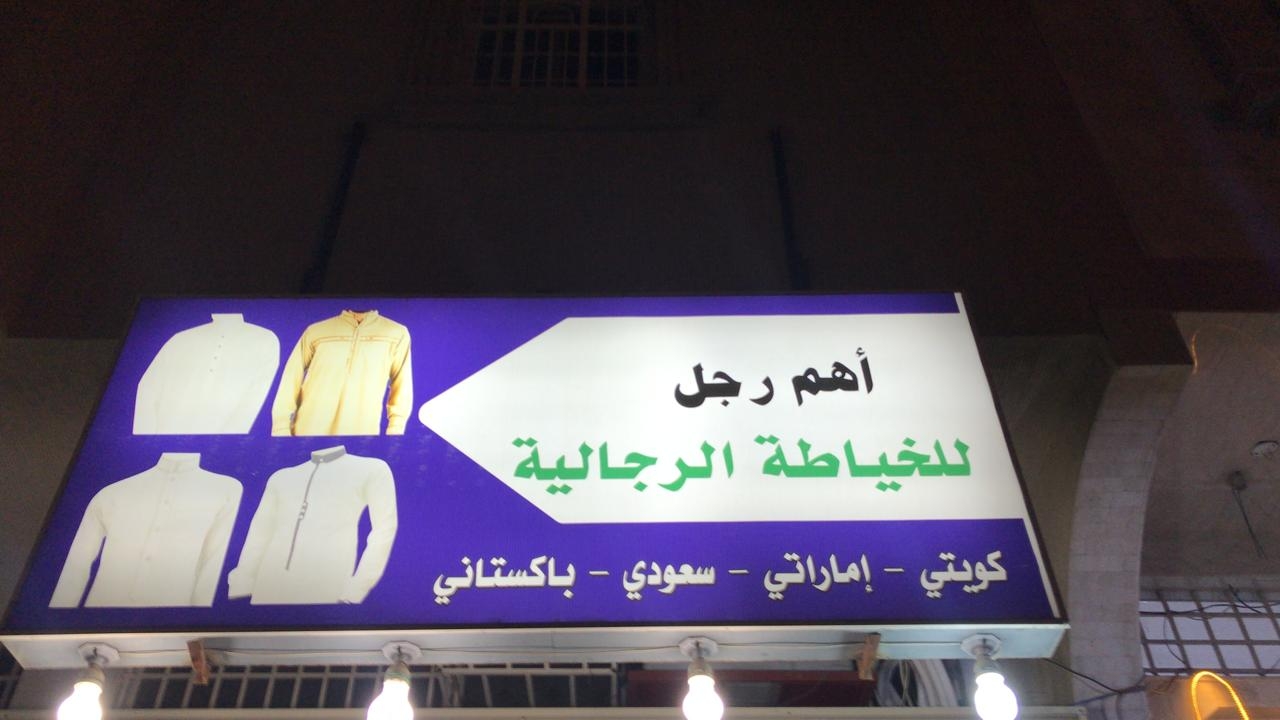 أهم رجل
للخياطة الرجالية
كويتي - إماراتي - سعودي - باكستاني